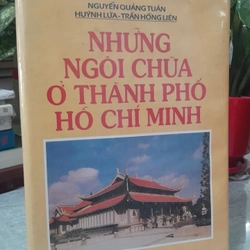 NGUYỄN QUẢNG TUÂN
HUỲNH LỨA - TRẦN HỒNG LIÊN
NHỮNG
NGÔI CHÙA
Ở THÀNH PHỐ
HỒ CHÍ MINH